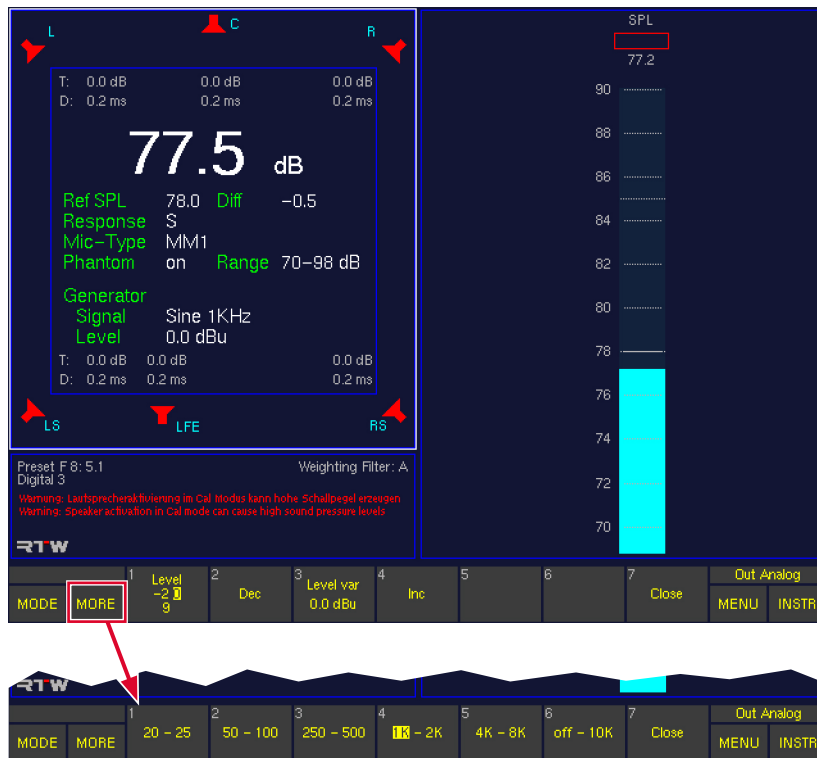 L C R
T: 0.0 dB 0.0 dB 0.0 dB
D: 0.2 ms 0.2 ms 0.2 ms
77.5 dB
Ref SPL 78.0 Diff −0.5
Response S
Mic−Type MM1
Phantom on Range 70−98 dB
Generator
Signal Sine 1KHz
Level 0.0 dBu
T: 0.0 dB 0.0 dB 0.0 dB
D: 0.2 ms 0.2 ms 0.2 ms
LS LFE RS
Preset F 8: 5.1 Weighting Filter: A
Digital 3
Warnung: Lautsprecheraktivierung im Cal Modus kann hohe Schallpegel erzeugen
Warning: Speaker activation in Cal mode can cause high sound pressure levels
RTW
SPL
77.2
90
88
86
84
82
80
78
76
74
72
70
MODE
MORE
1 Level
−2 0
9
2 Dec
3 Level var
0.0 dBu
4 Inc
5
6
7 Close
Out Analog
MENU INSTR
RTW
MODE
MORE
1 20 − 25
2 50 − 100
3 250 − 500
4 1K − 2K
5 4K − 8K
6 off − 10K
7 Close
Out Analog
MENU INSTR